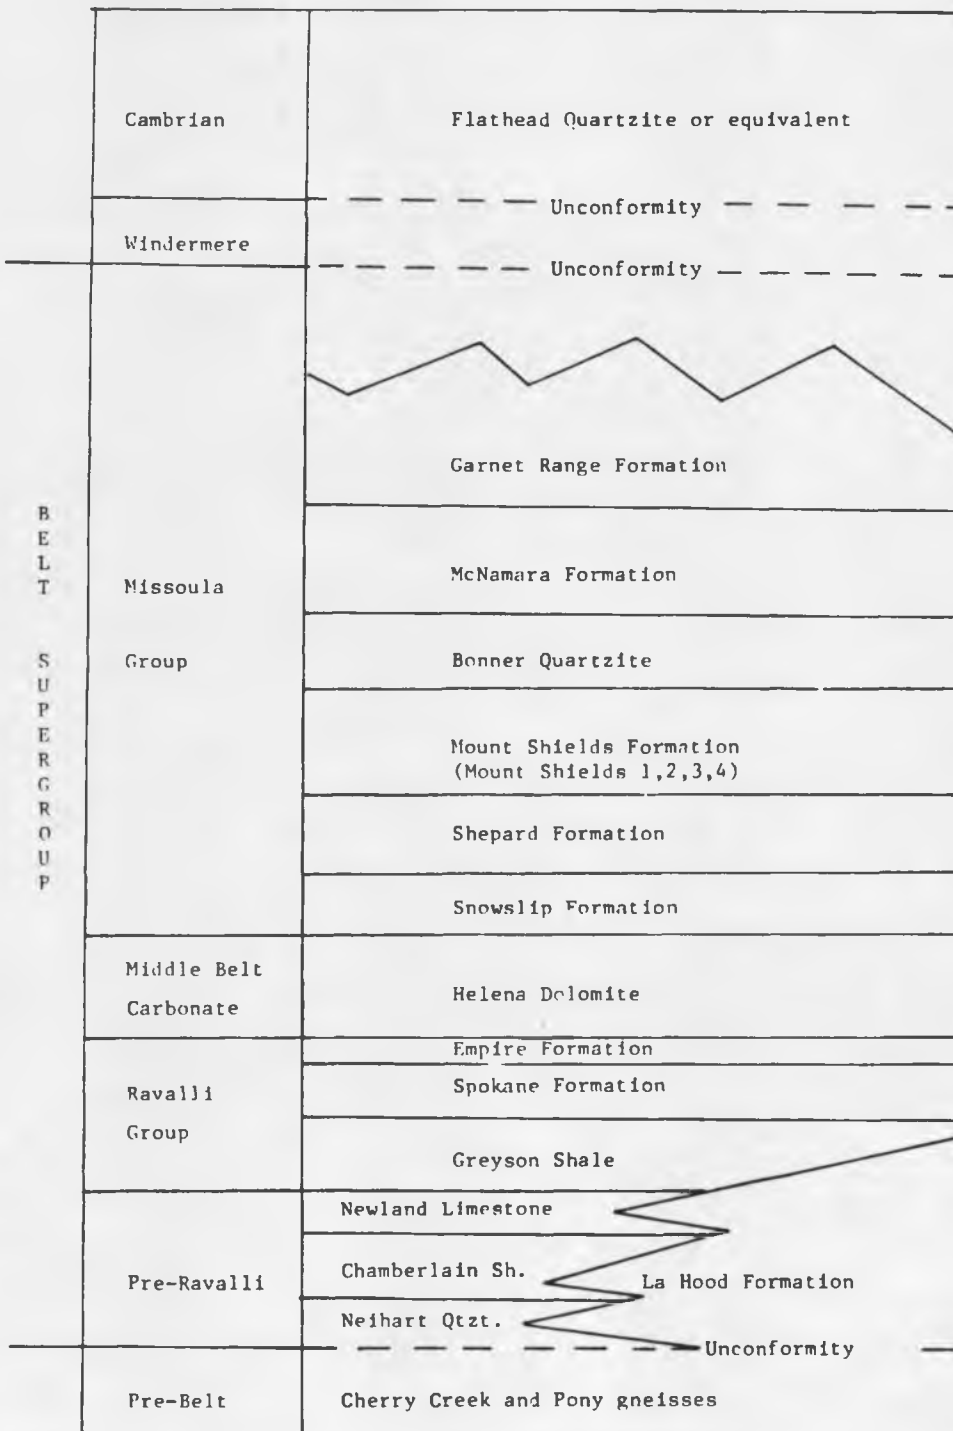 Cambrian
Flathead Quartzite or equivalent
Unconformity
Windermere
Unconformity
BELT SUPERGROUP
Missoula
Group
Garnet Range Formation
McNamara Formation
Bonner Quartzite
Mount Shields Formation
(Mount Shields 1,2,3,4)
Shepard Formation
Snowslip Formation
Middle Belt
Carbonate
Helena Dolomite
Ravalli
Group
Empire Formation
Spokane Formation
Greyson Shale
Pre-Ravalli
Newland Limestone
Chamberlain Sh.
La Hood Formation
Neihart Qtzt.
Unconformity
Pre-Belt
Cherry Creek and Pony gneisses